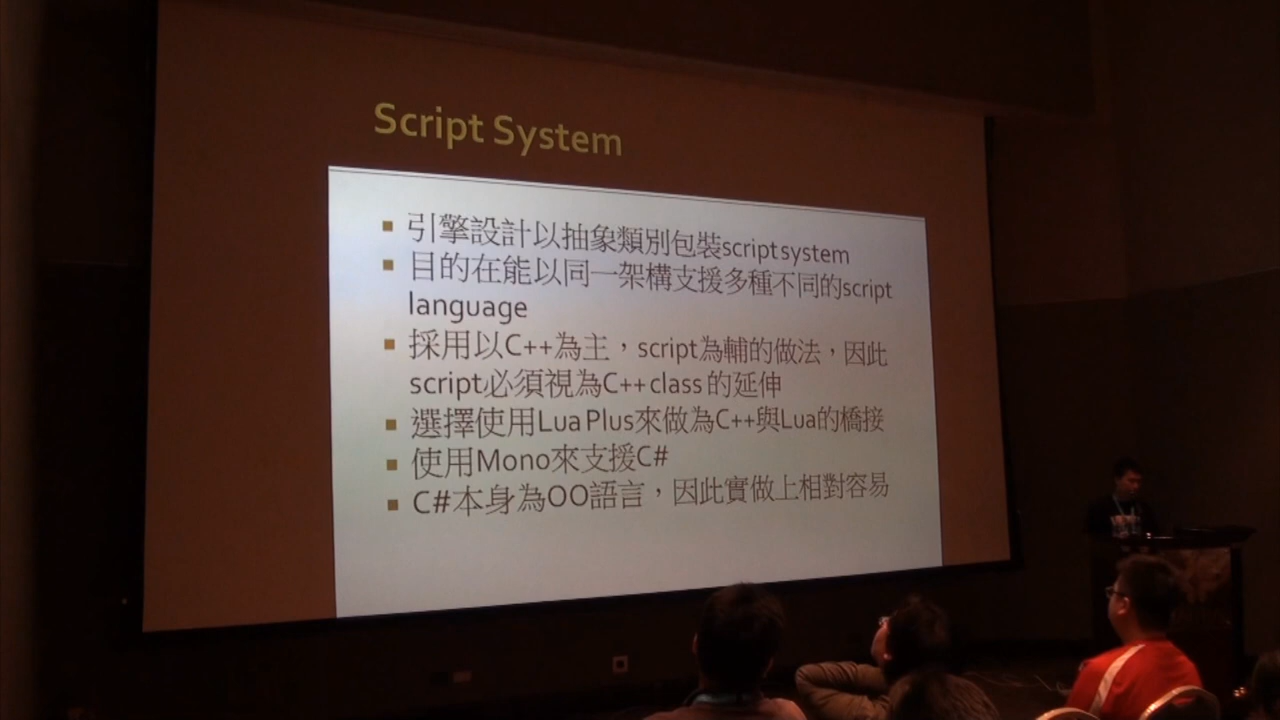 Script System
引擎設計以抽象類別包裝script system
目的在能以同一架構支援多種不同的script
language
採用以C++為主，script為輔的做法，因此
script必須視為C++ class 的延伸
選擇使用Lua Plus來做為C++與Lua的橋接
使用Mono來支援C#
C#本身為OO語言，因此實做上相對容易